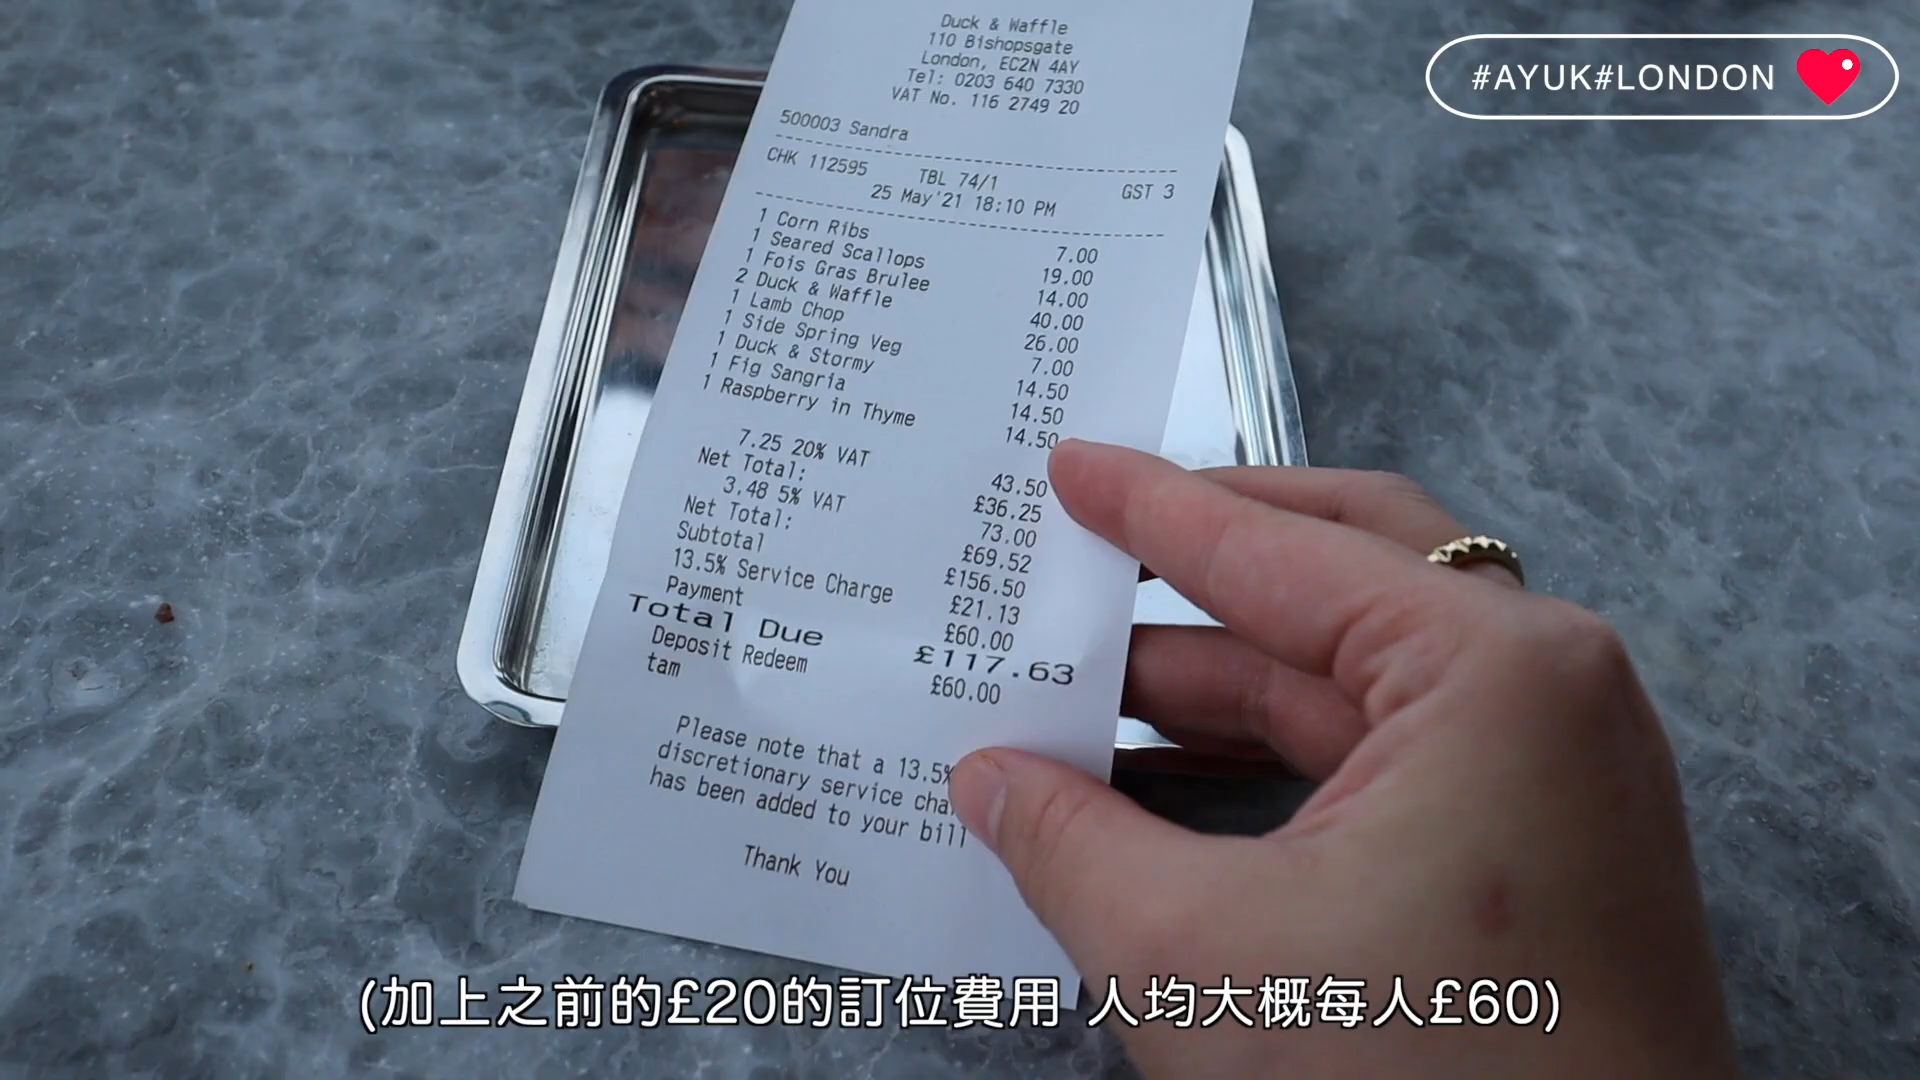 Duck & Waffle
110 Bishopsgate
London, EC2N 4AY
Tel: 0203 640 7330
VAT No. 116 2749 20
#AYUK#LONDON
500003 Sandra
CHK 112595 TBL 74/1 GST 3
25 May'21 18:10 PM
1 Corn Ribs 7.00
1 Seared Scallops 19.00
1 Fois Gras Brulee 14.00
2 Duck & Waffle 40.00
1 Lamb Chop 26.00
1 Side Spring Veg 7.00
1 Duck & Stormy 14.50
1 Fig Sangria 14.50
1 Raspberry in Thyme 14.50
7.25 20% VAT 43.50
Net Total: £36.25
3.48 5% VAT 73.00
Net Total: £69.52
Subtotal £156.50
13.5% Service Charge £21.13
Payment £60.00
Total Due £117.63
Deposit Redeem £60.00
tam
Please note that a 13.5%
discretionary service cha
has been added to your bill
Thank You
(加上之前的£20的訂位費用 人均大概每人£60)